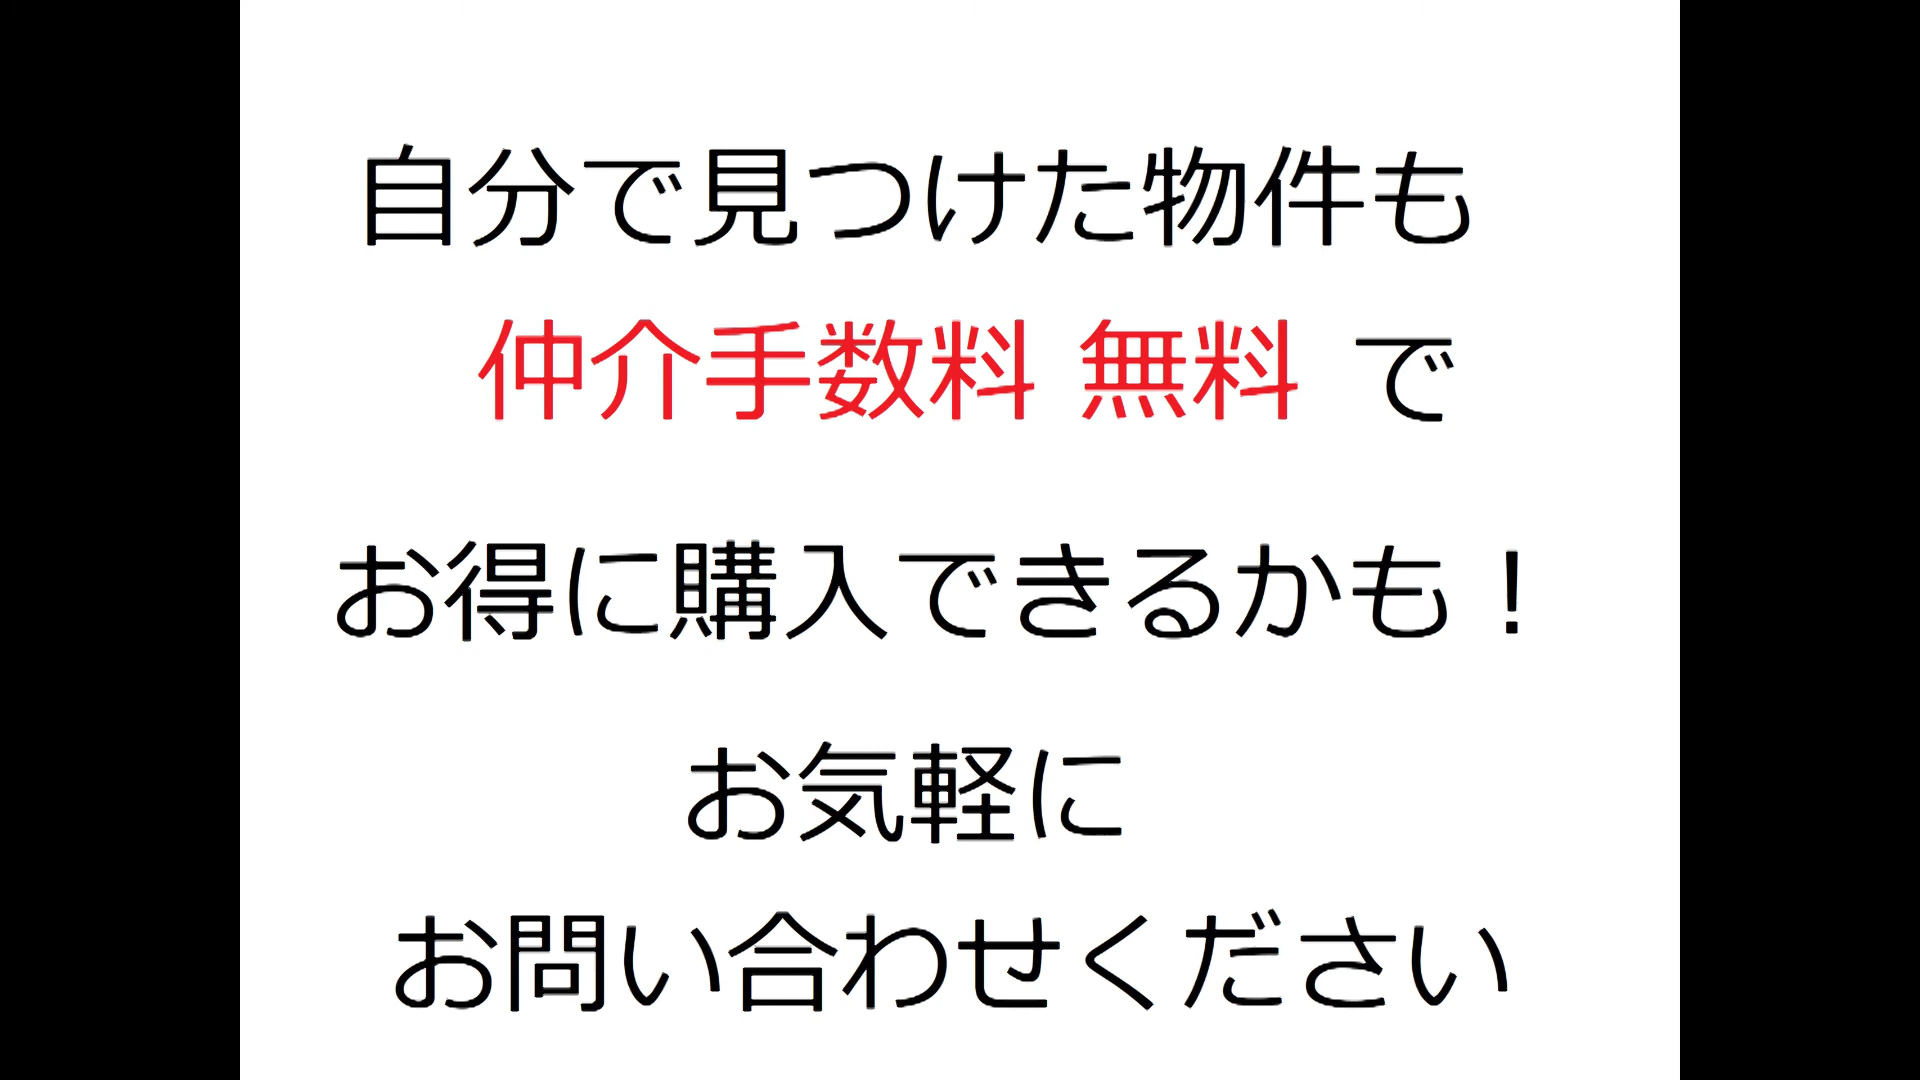 自分で見つけた物件も
仲介手数料 無料 で
お得に購入できるかも！
お気軽に
お問い合わせください